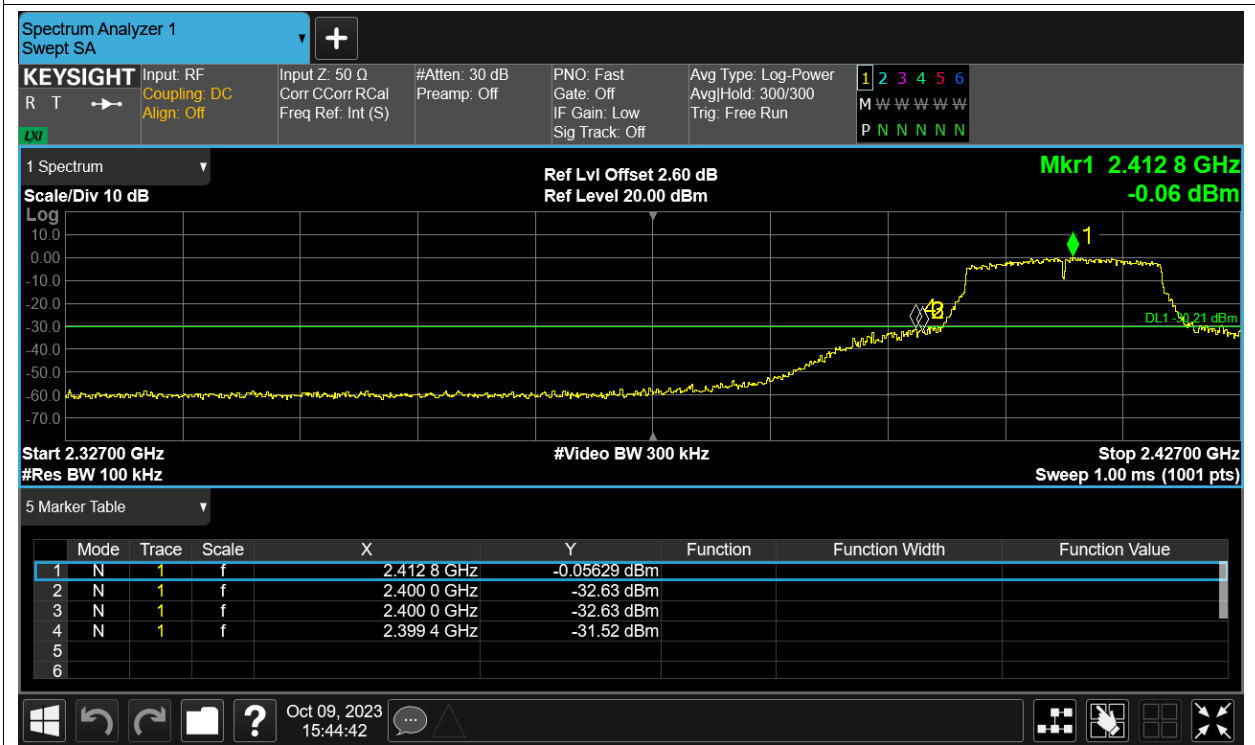 Spectrum Analyzer 1
Swept SA
+
KEYSIGHT
R T
LXI
Input: RF
Coupling: DC
Align: Off
Input Z: 50 Ω
Corr CCorr RCal
Freq Ref: Int (S)
#Atten: 30 dB
Preamp: Off
PNO: Fast
Gate: Off
IF Gain: Low
Sig Track: Off
Avg Type: Log-Power
Avg|Hold: 300/300
Trig: Free Run
1 2 3 4 5 6
M W W W W W
P N N N N N
1 Spectrum
Scale/Div 10 dB
Ref Lvl Offset 2.60 dB
Ref Level 20.00 dBm
Mkr1 2.412 8 GHz
-0.06 dBm
Log
10.0
0.00
-10.0
-20.0
-30.0
-40.0
-50.0
-60.0
-70.0
1
DL1 -30.21 dBm
Start 2.32700 GHz
#Video BW 300 kHz
Stop 2.42700 GHz
#Res BW 100 kHz
Sweep 1.00 ms (1001 pts)
5 Marker Table
Mode Trace Scale X Y Function Function Width Function Value
1 N 1 f 2.412 8 GHz -0.05629 dBm
2 N 1 f 2.400 0 GHz -32.63 dBm
3 N 1 f 2.400 0 GHz -32.63 dBm
4 N 1 f 2.399 4 GHz -31.52 dBm
5
6
?
Oct 09, 2023
15:44:42